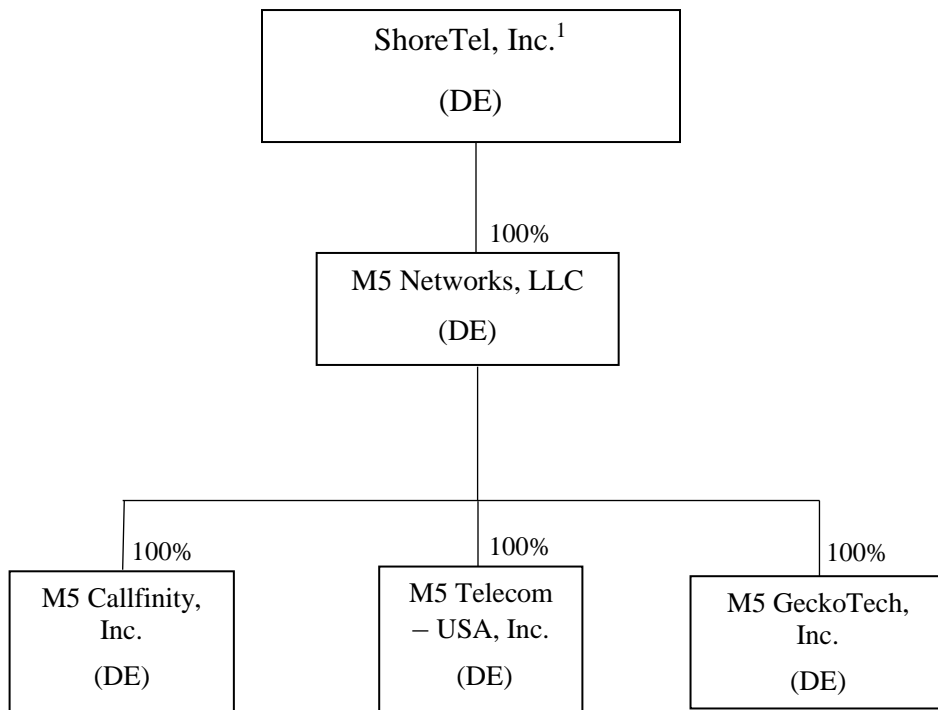 ShoreTel, Inc.1
(DE)
100%
M5 Networks, LLC
(DE)
100%
M5 Callfinity,
Inc.
(DE)
100%
M5 Telecom
– USA, Inc.
(DE)
100%
M5 GeckoTech,
Inc.
(DE)